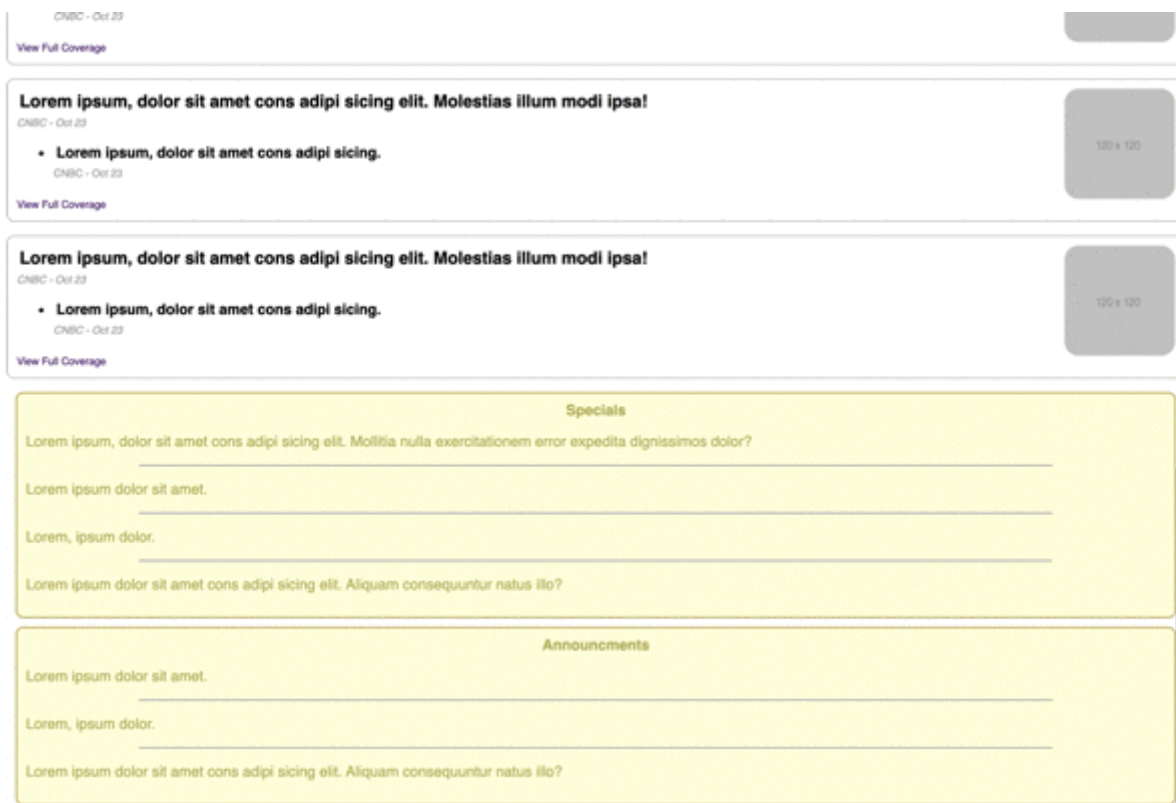 CNBC - Oct 23
View Full Coverage
Lorem ipsum, dolor sit amet cons adipi sicing elit. Molestias illum modi ipsa!
CNBC - Oct 23
• Lorem ipsum, dolor sit amet cons adipi sicing.
CNBC - Oct 23
120 x 120
View Full Coverage
Lorem ipsum, dolor sit amet cons adipi sicing elit. Molestias illum modi ipsa!
CNBC - Oct 23
• Lorem ipsum, dolor sit amet cons adipi sicing.
CNBC - Oct 23
120 x 120
View Full Coverage
Specials
Lorem ipsum, dolor sit amet cons adipi sicing elit. Mollitia nulla exercitationem error expedita dignissimos dolor?
Lorem ipsum dolor sit amet.
Lorem, ipsum dolor.
Lorem ipsum dolor sit amet cons adipi sicing elit. Aliquam consequuntur natus illo?
Announcments
Lorem ipsum dolor sit amet.
Lorem, ipsum dolor.
Lorem ipsum dolor sit amet cons adipi sicing elit. Aliquam consequuntur natus illo?